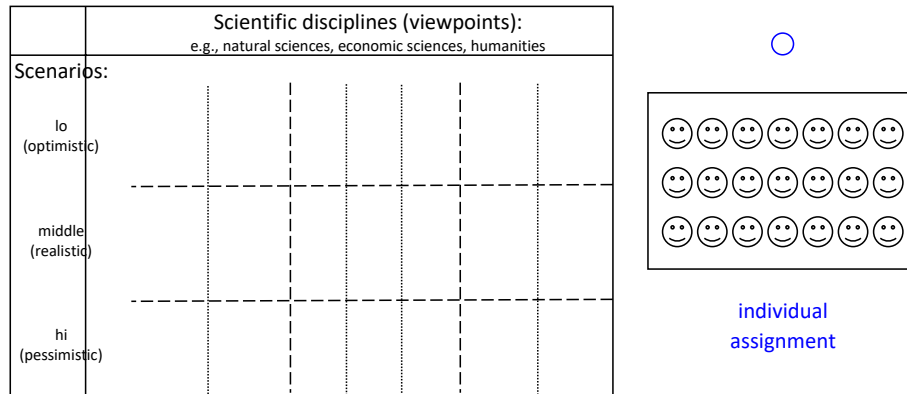 Scientific disciplines (viewpoints):
e.g., natural sciences, economic sciences, humanities
Scenarios:
lo
(optimistic)
middle
(realistic)
hi
(pessimistic)
individual
assignment